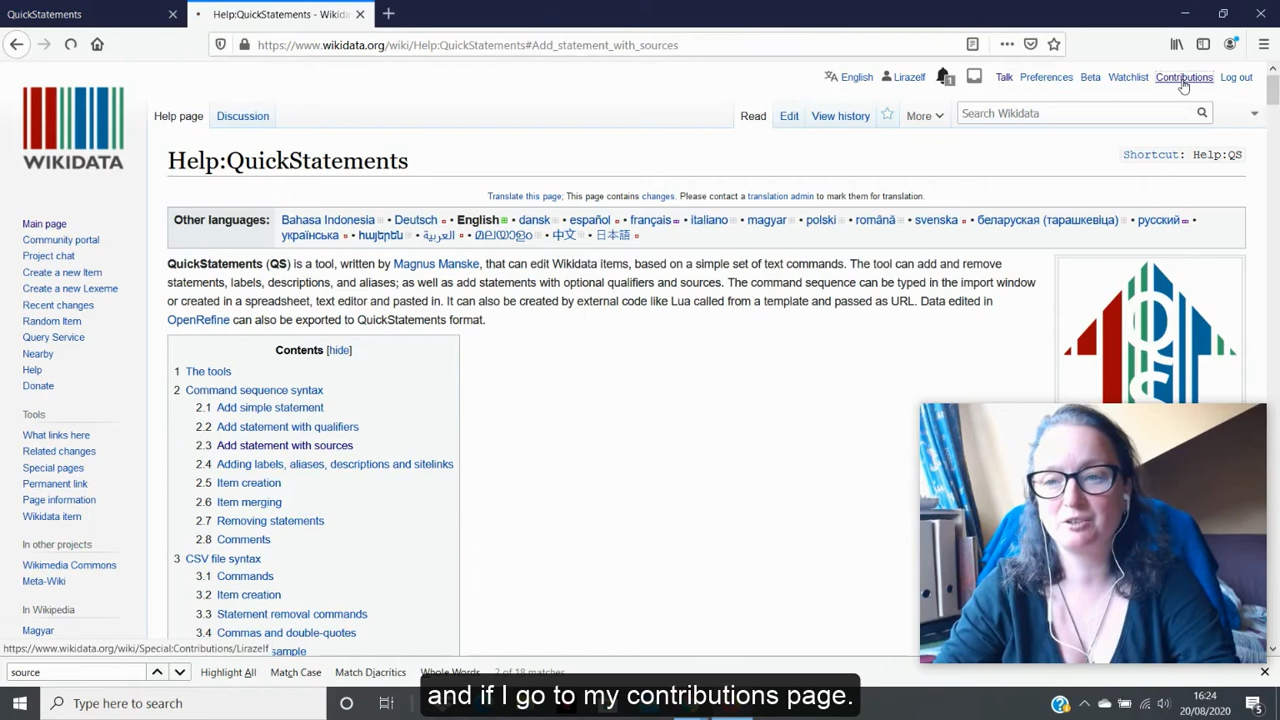 QuickStatements
Help:QuickStatements - Wikida
https://www.wikidata.org/wiki/Help:QuickStatements#Add_statement_with_sources
English
Lirazelf
1
Talk
Preferences
Beta
Watchlist
Contributions
Log out
WIKIDATA
Help page
Discussion
Read
Edit
View history
More
Search Wikidata
Help:QuickStatements
Shortcut: Help:QS
Translate this page; This page contains changes. Please contact a translation admin to mark them for translation.
Other languages:
Bahasa Indonesia • Deutsch • English • dansk • español • français • italiano • magyar • polski • română • svenska • беларуская (тарашкевіца) • русский •
українська • հայերեն • العربية • മലയാളം • 中文 • 日本語 •
QuickStatements (QS) is a tool, written by Magnus Manske, that can edit Wikidata items, based on a simple set of text commands. The tool can add and remove
statements, labels, descriptions, and aliases; as well as add statements with optional qualifiers and sources. The command sequence can be typed in the import window
or created in a spreadsheet, text editor and pasted in. It can also be created by external code like Lua called from a template and passed as URL. Data edited in
OpenRefine can also be exported to QuickStatements format.
Contents [hide]
1 The tools
2 Command sequence syntax
2.1 Add simple statement
2.2 Add statement with qualifiers
2.3 Add statement with sources
2.4 Adding labels, aliases, descriptions and sitelinks
2.5 Item creation
2.6 Item merging
2.7 Removing statements
2.8 Comments
3 CSV file syntax
3.1 Commands
3.2 Item creation
3.3 Statement removal commands
3.4 Commas and double-quotes
sample
Main page
Community portal
Project chat
Create a new Item
Create a new Lexeme
Recent changes
Random Item
Query Service
Nearby
Help
Donate
Tools
What links here
Related changes
Special pages
Permanent link
Page information
Wikidata item
In other projects
Wikimedia Commons
Meta-Wiki
In Wikipedia
Magyar
https://www.wikidata.org/wiki/Special:Contributions/Lirazelf
source
Highlight All
Match Case
Match Diacritics
Whole Words
2 of 18 matches
and if I go to my contributions page.
Type here to search
16:24
20/08/2020